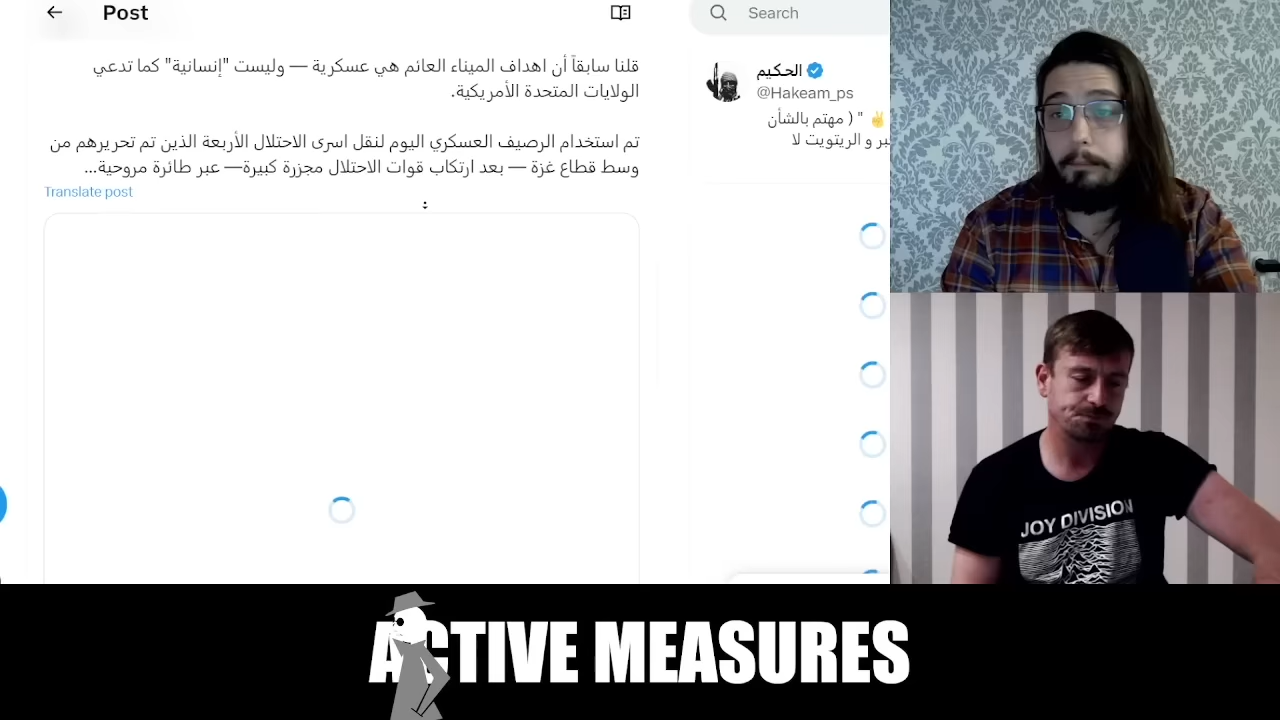 Post
Search
قلنا سابقاً أن اهداف الميناء العائم هي عسكرية — وليست "إنسانية" كما تدعي
الولايات المتحدة الأمريكية.
تم استخدام الرصيف العسكري اليوم لنقل اسرى الاحتلال الأربعة الذين تم تحريرهم من
وسط قطاع غزة — بعد ارتكاب قوات الاحتلال مجزرة كبيرة— عبر طائرة مروحية...
Translate post
الحكيم
@Hakeam_ps
✌ " ( مهتم بالشأن
و الريتويت لا
JOY DIVISION
ACTIVE MEASURES